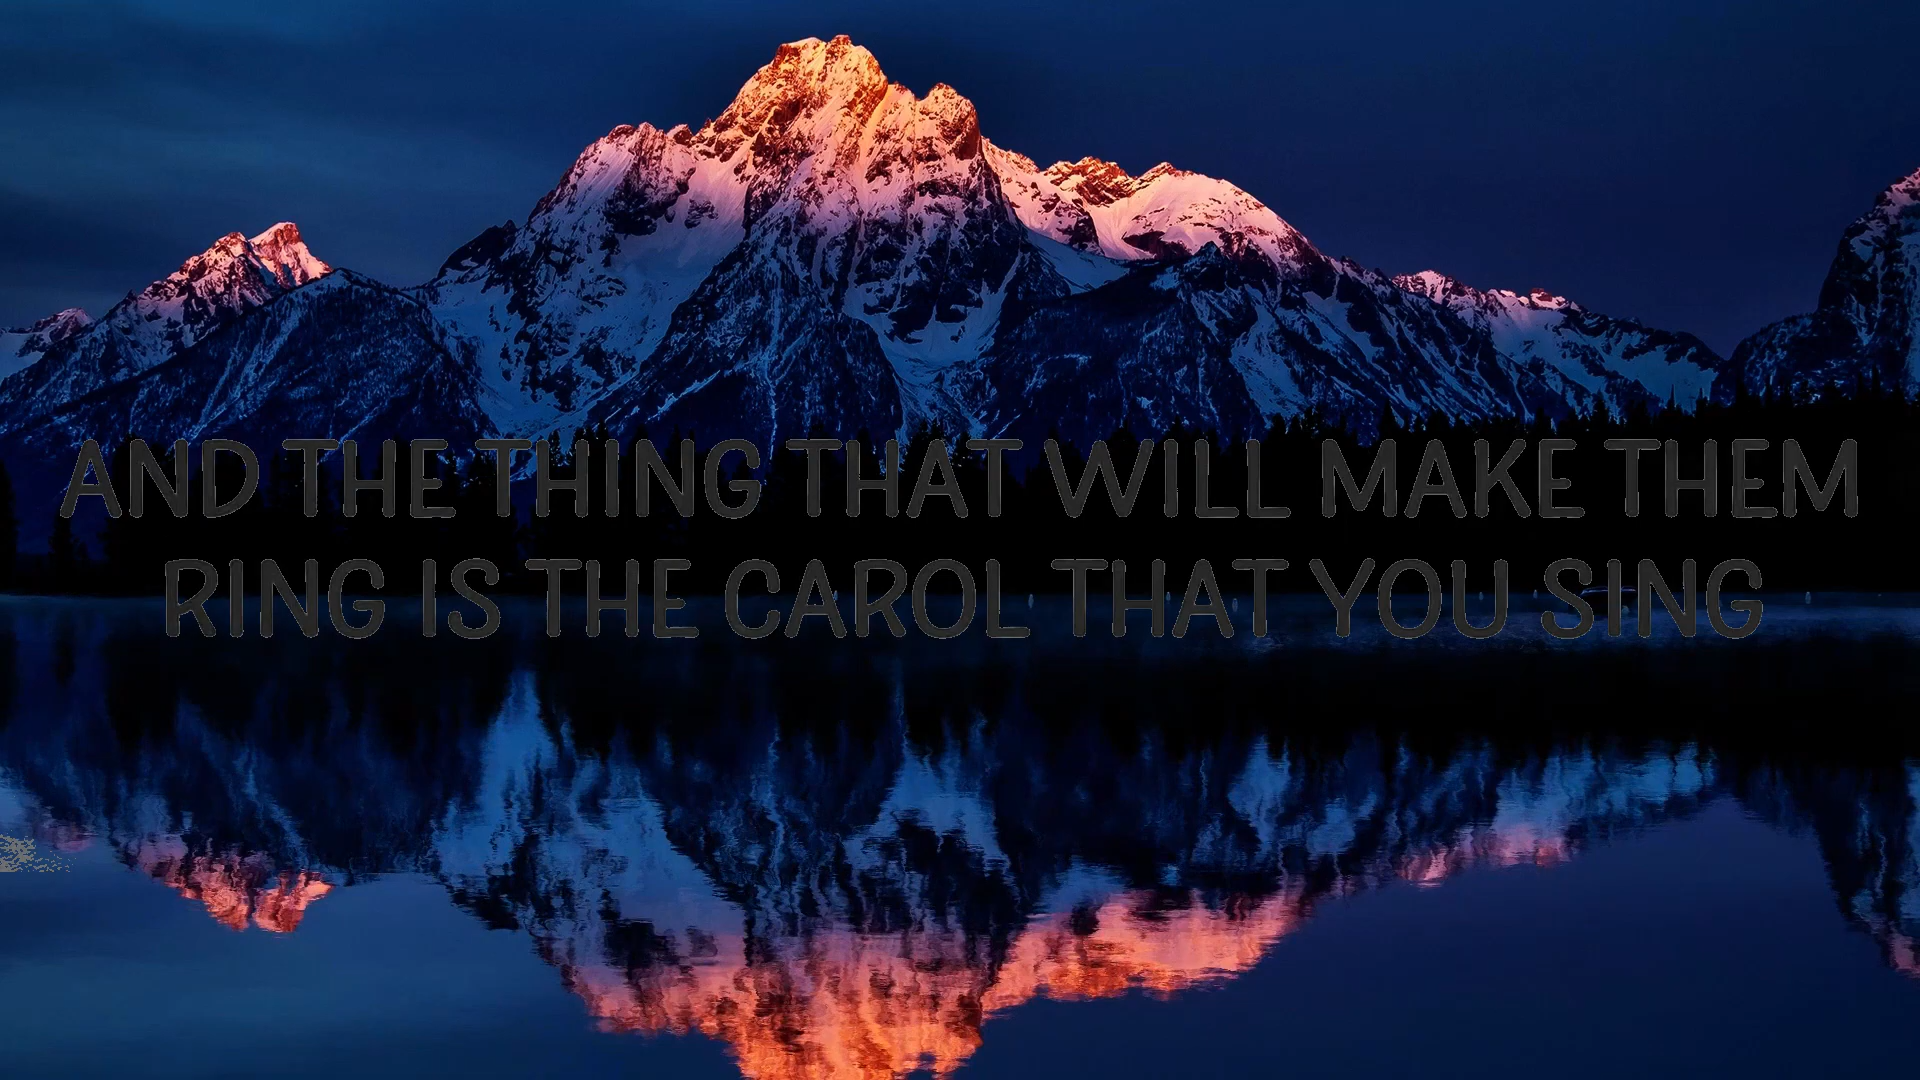 AND THE THING THAT WILL MAKE THEM
RING IS THE CAROL THAT YOU SING